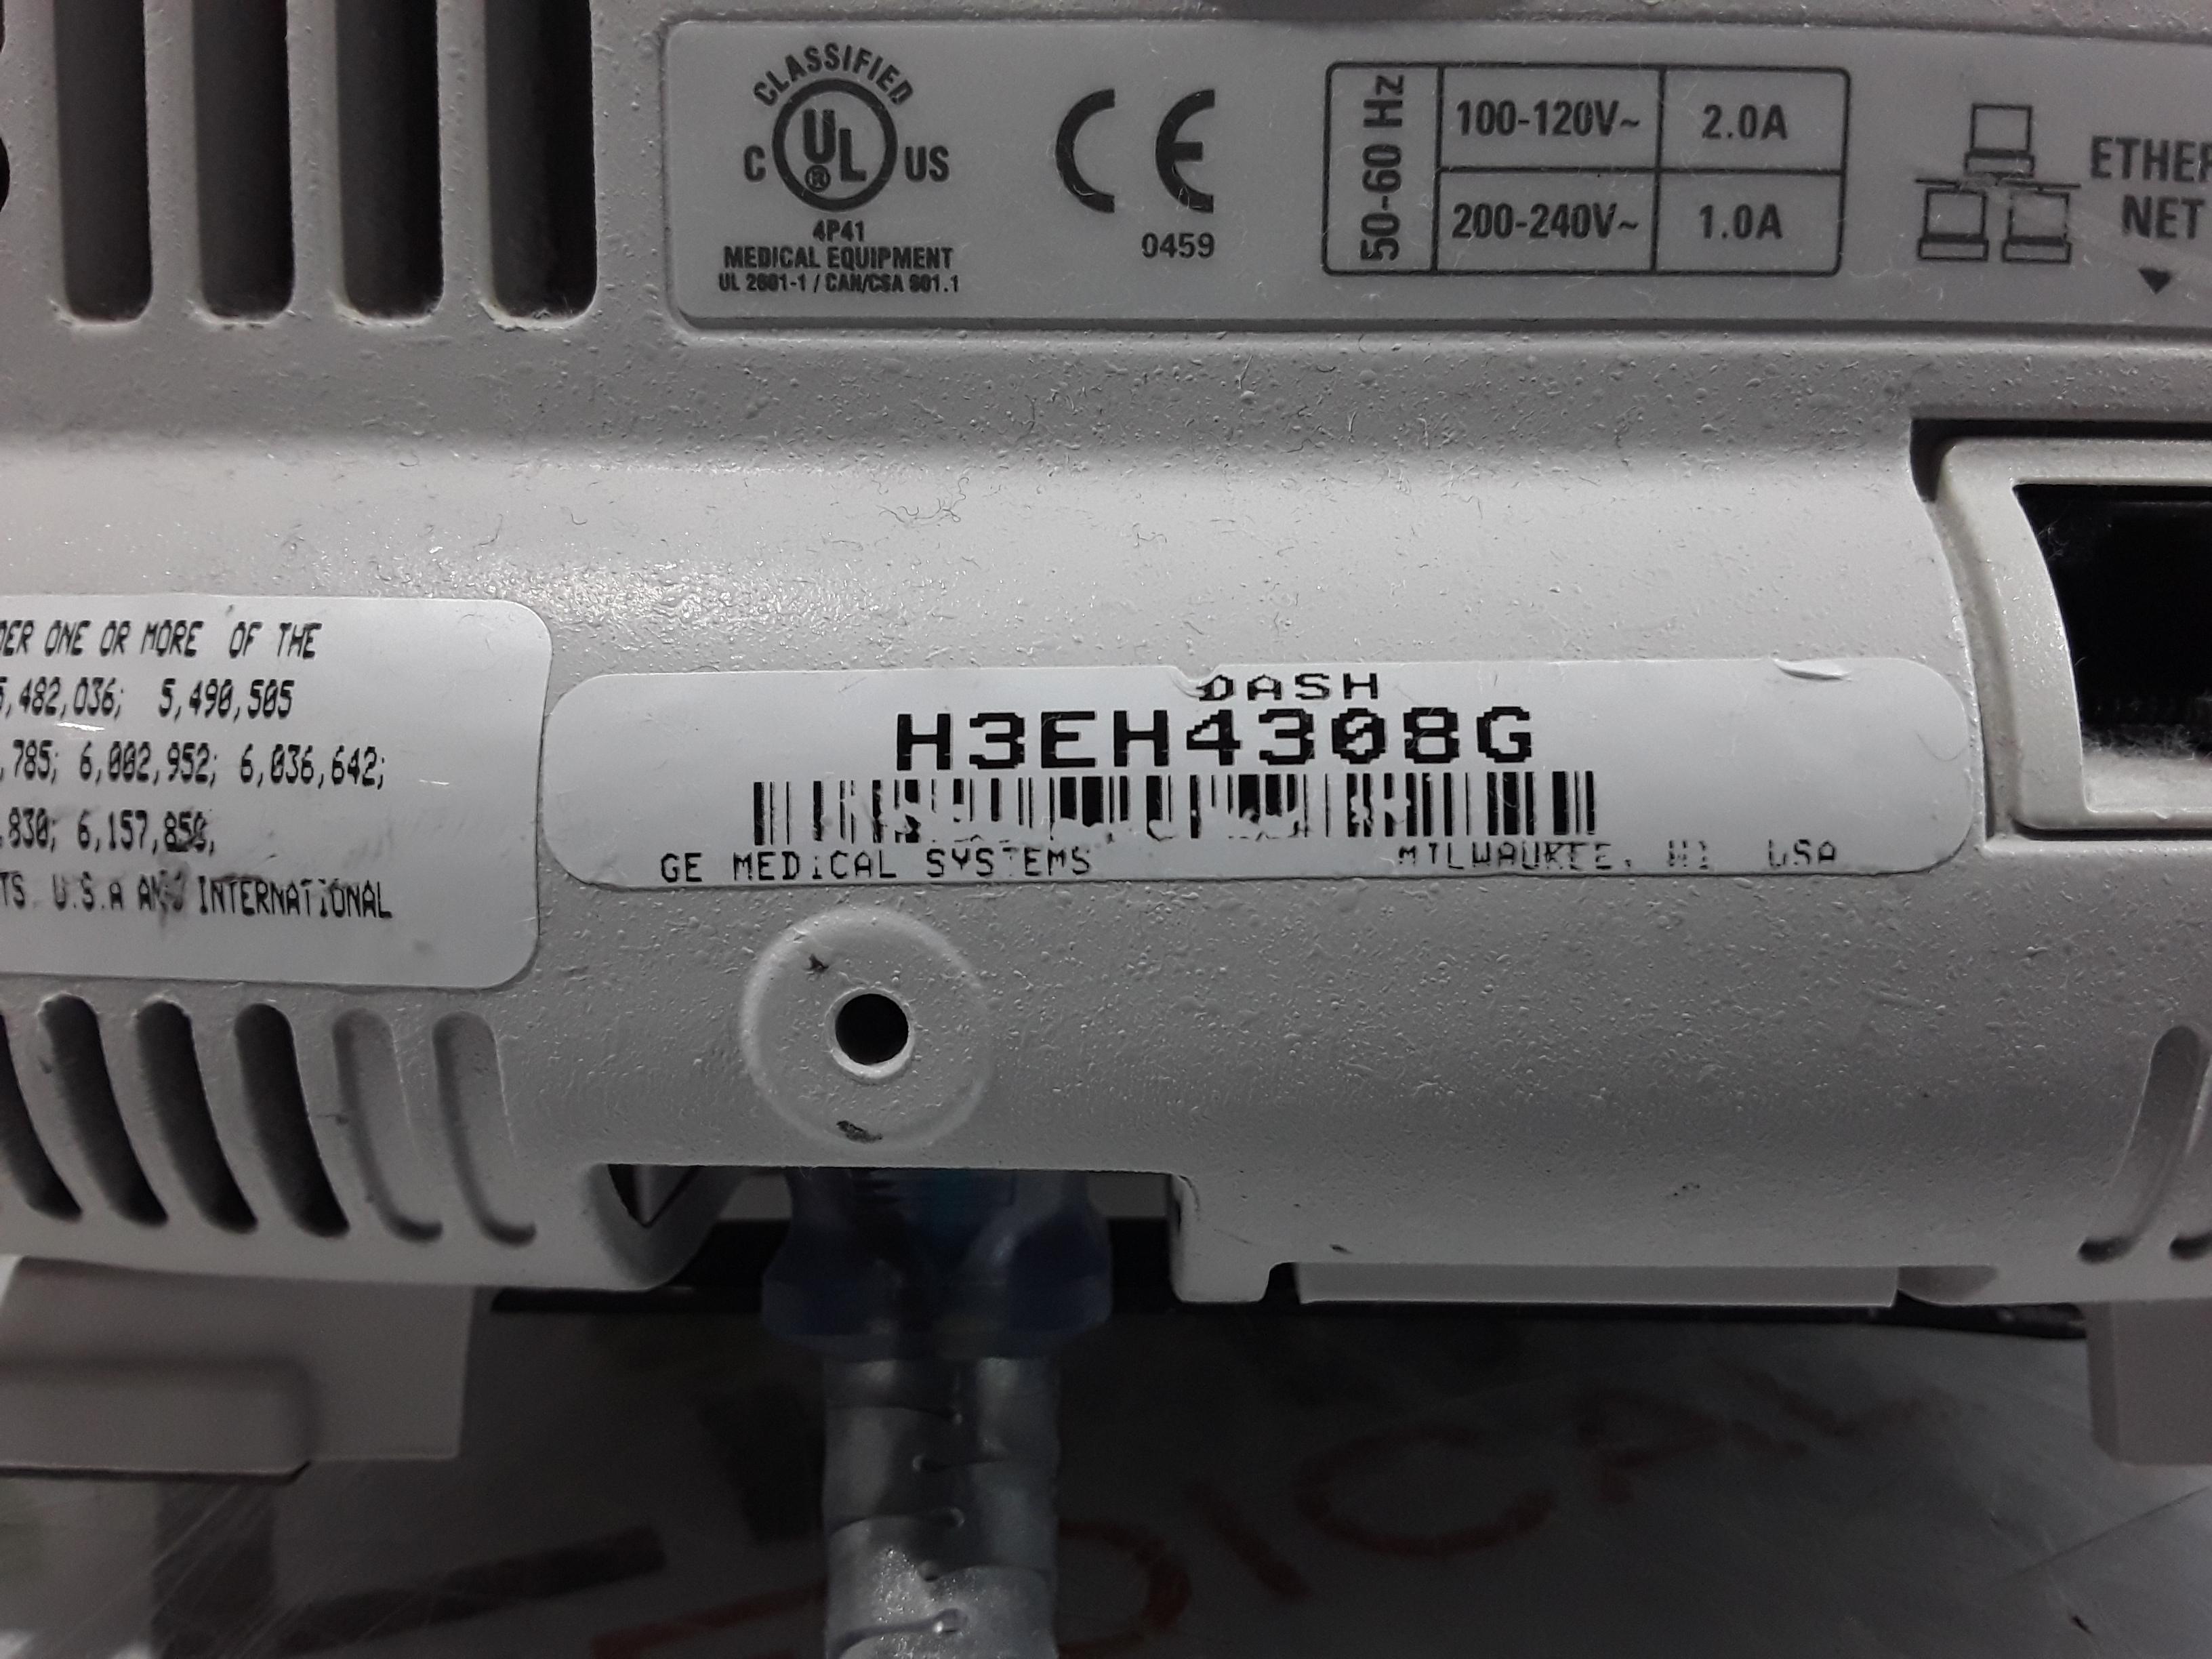 CLASSIFIED
C UL® US
4P41
MEDICAL EQUIPMENT
UL 2601-1 / CAN/CSA 601.1
CE
0459
50-60 Hz
100-120V~ 2.0A
200-240V~ 1.0A
ETHER
NET
DER ONE OR MORE OF THE
5,482,036; 5,490,505
,785; 6,002,952; 6,036,642;
,830; 6,157,850,
TS. U.S.A AND INTERNATIONAL
DASH
H3EH4308G
GE MEDICAL SYSTEMS MILWAUKEE, WI USA